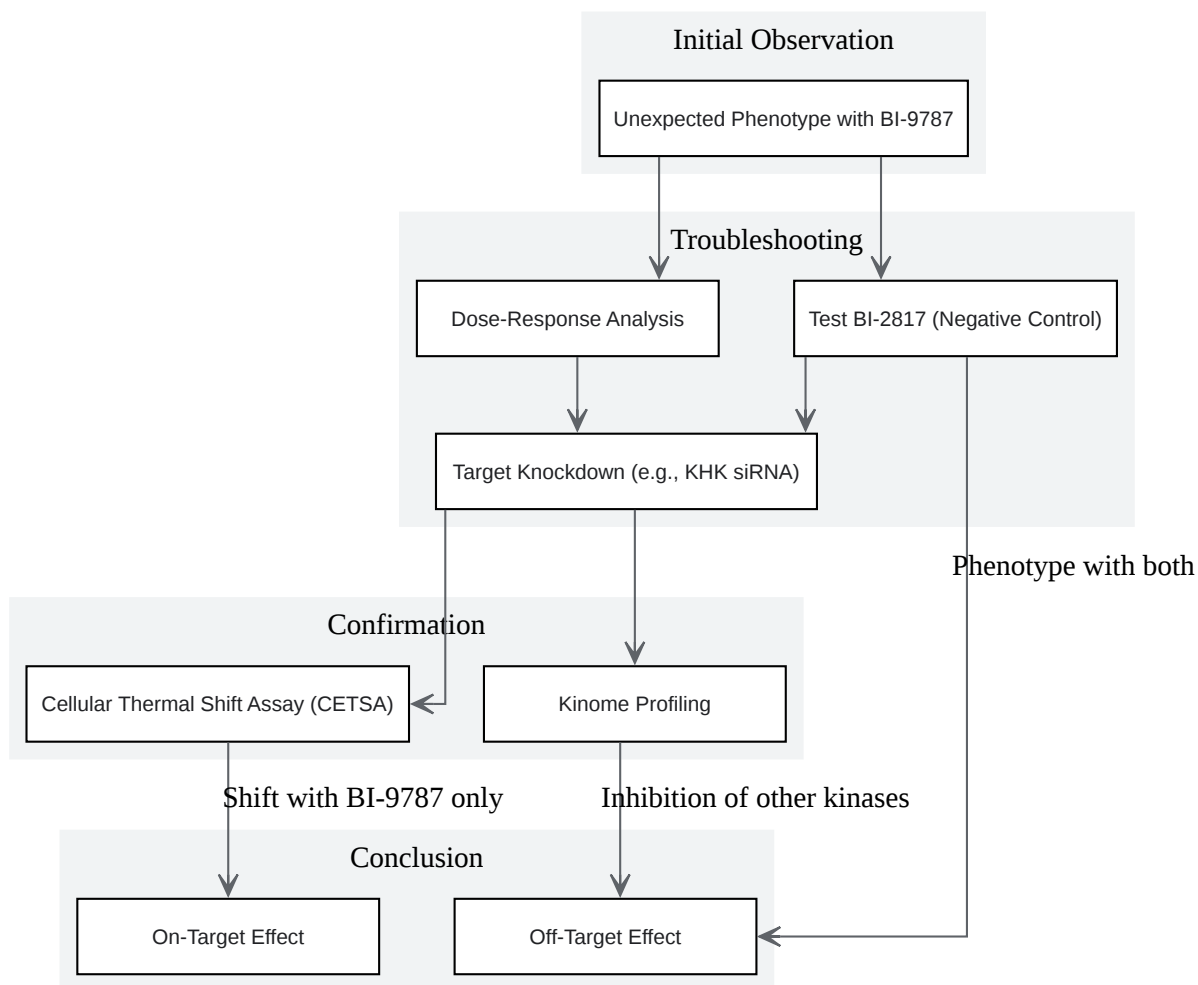 Initial Observation
Unexpected Phenotype with BI-9787
Troubleshooting
Dose-Response Analysis
Test BI-2817 (Negative Control)
Target Knockdown (e.g., KHK siRNA)
Phenotype with both
Confirmation
Cellular Thermal Shift Assay (CETSA)
Kinome Profiling
Shift with BI-9787 only
Inhibition of other kinases
Conclusion
On-Target Effect
Off-Target Effect